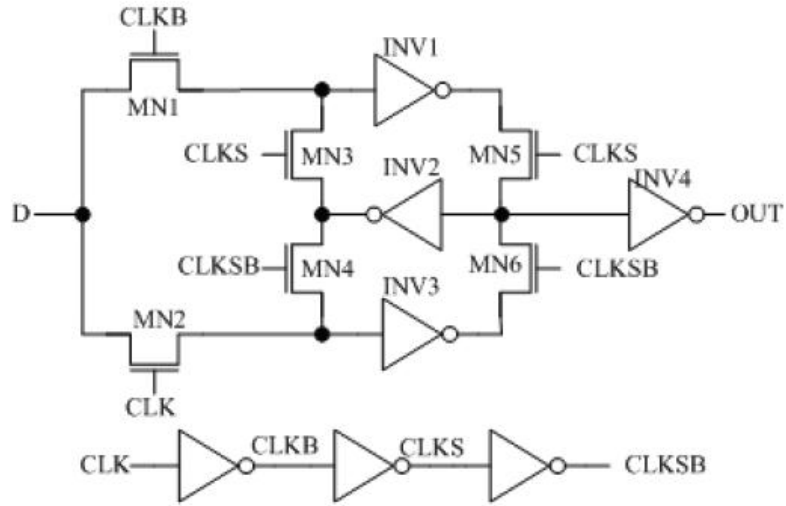 CLKB
INV1
MN1
CLKS
MN3
INV2
MN5
CLKS
INV4
D
OUT
CLKSB
MN4
MN6
CLKSB
INV3
MN2
CLK
CLK
CLKB
CLKS
CLKSB